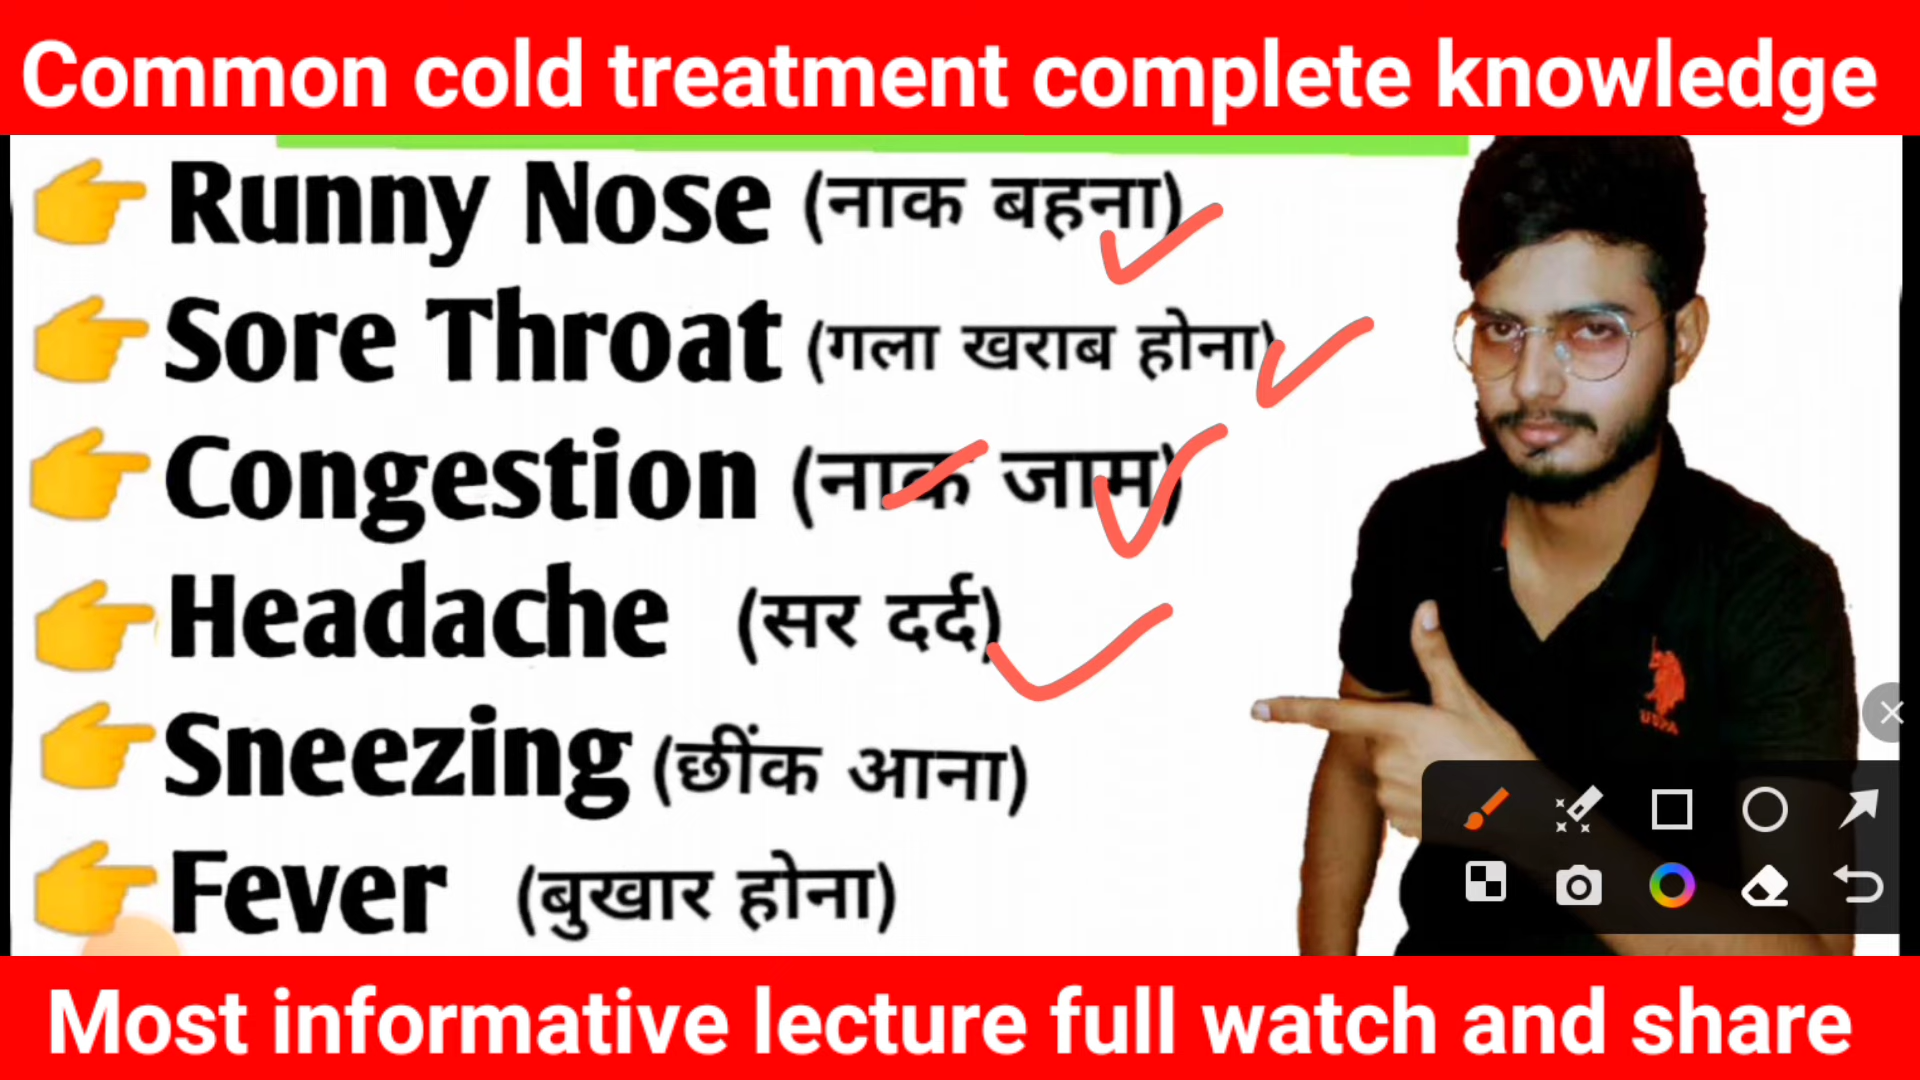 Common cold treatment complete knowledge
Runny Nose (नाक बहना)
Sore Throat (गला खराब होना)
Congestion (नाक जाम)
Headache (सर दर्द)
Sneezing (छींक आना)
Fever (बुखार होना)
USPA
Most informative lecture full watch and share